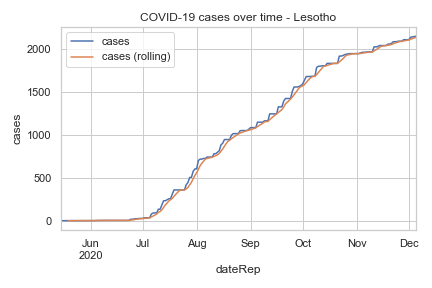 COVID-19 cases over time - Lesotho
cases
cases (rolling)
2000
1500
1000
500
0
cases
Jun
2020
Jul
Aug
Sep
Oct
Nov
Dec
dateRep